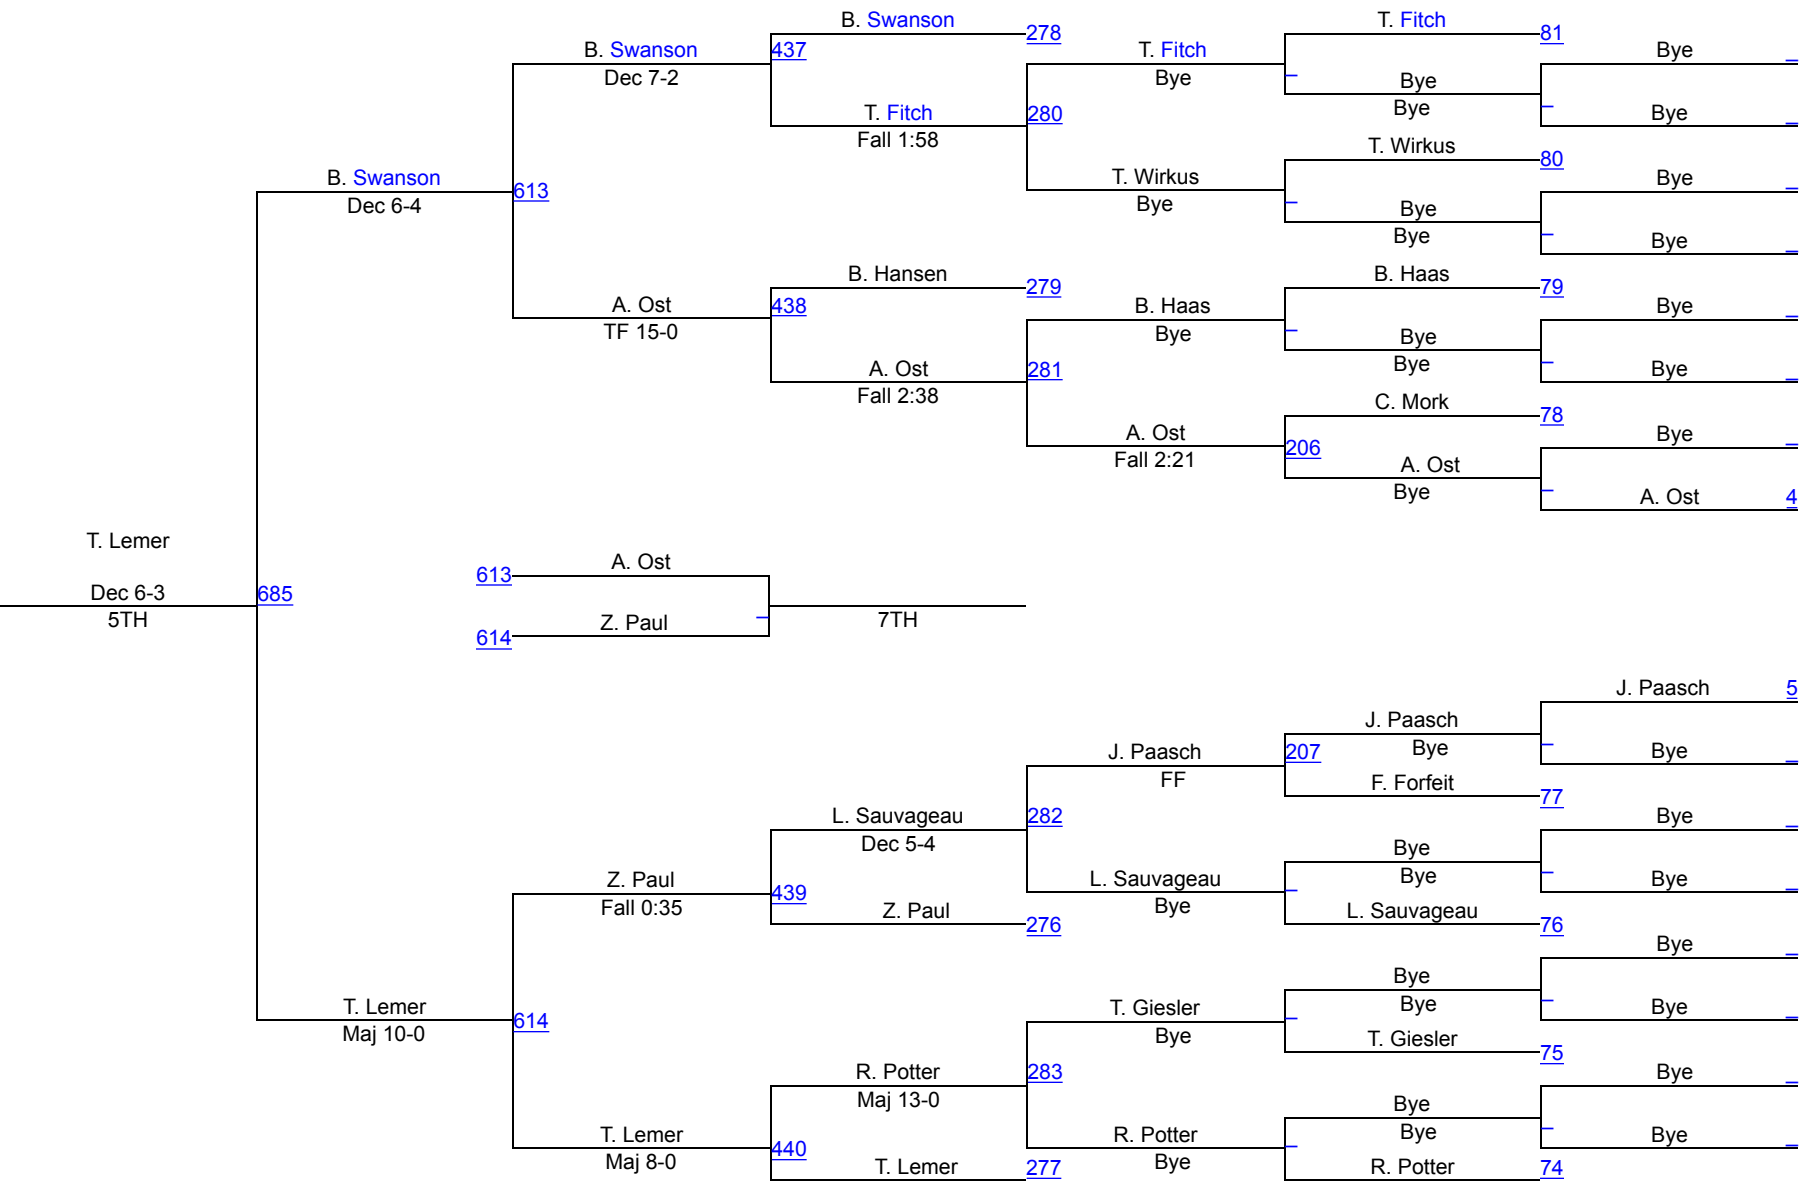 B. Swanson
278
T. Fitch
81
B. Swanson
437
T. Fitch
Bye
Dec 7-2
Bye
Bye
Bye
T. Fitch
280
Bye
Fall 1:58
T. Wirkus
80
B. Swanson
613
T. Wirkus
Bye
Dec 6-4
Bye
Bye
Bye
Bye
B. Hansen
279
B. Haas
79
A. Ost
438
B. Haas
Bye
TF 15-0
Bye
Bye
Bye
A. Ost
281
Bye
Fall 2:38
C. Mork
78
A. Ost
206
Bye
Fall 2:21
A. Ost
Bye
A. Ost
4
T. Lemer
613
A. Ost
Dec 6-3
685
5TH
614
Z. Paul
7TH
J. Paasch
5
J. Paasch
J. Paasch
207
Bye
Bye
FF
F. Forfeit
77
L. Sauvageau
282
Bye
Dec 5-4
Bye
Z. Paul
439
L. Sauvageau
Bye
Bye
Fall 0:35
Z. Paul
276
Bye
L. Sauvageau
76
Bye
Bye
T. Lemer
614
T. Giesler
Bye
Bye
Maj 10-0
Bye
T. Giesler
75
R. Potter
283
Bye
Maj 13-0
Bye
T. Lemer
440
R. Potter
Bye
Bye
Maj 8-0
T. Lemer
277
Bye
R. Potter
74